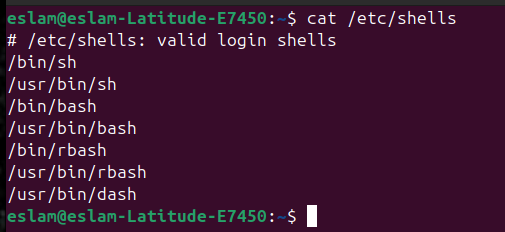 eslam@eslam-Latitude-E7450:~$ cat /etc/shells
# /etc/shells: valid login shells
/bin/sh
/usr/bin/sh
/bin/bash
/usr/bin/bash
/bin/rbash
/usr/bin/rbash
/usr/bin/dash
eslam@eslam-Latitude-E7450:~$